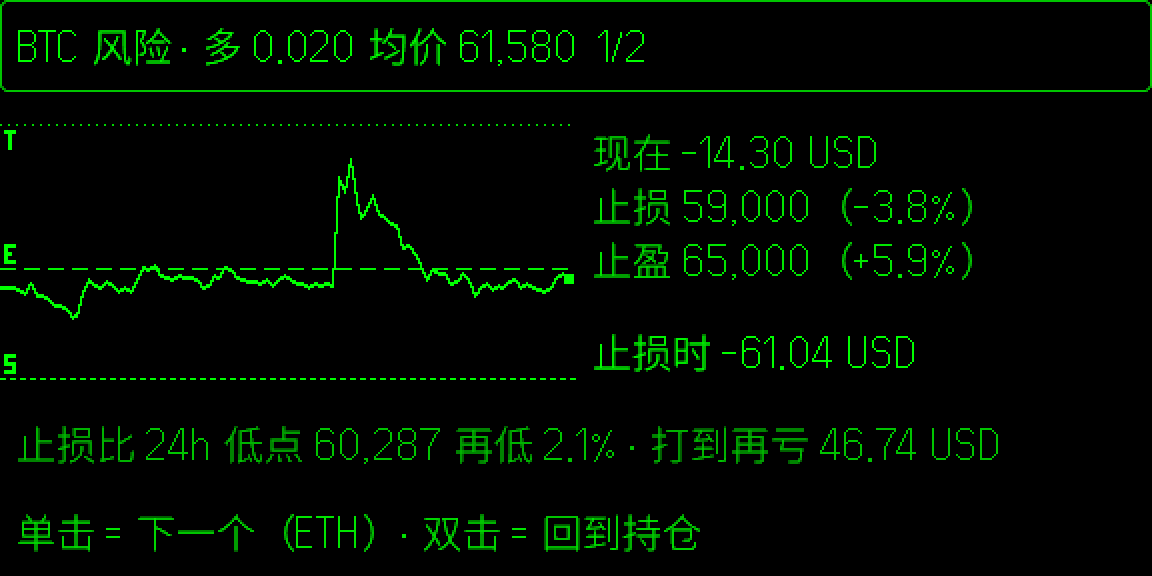 BTC 风险· 多 0.020 均价 61,580 1/2
T
E
S
现在 -14.30 USD
止损 59,000 (-3.8%)
止盈 65,000 (+5.9%)
止损时 -61.04 USD
止损比 24h 低点 60,287 再低 2.1% · 打到再亏 46.74 USD
单击 = 下一个 (ETH) · 双击 = 回到持仓